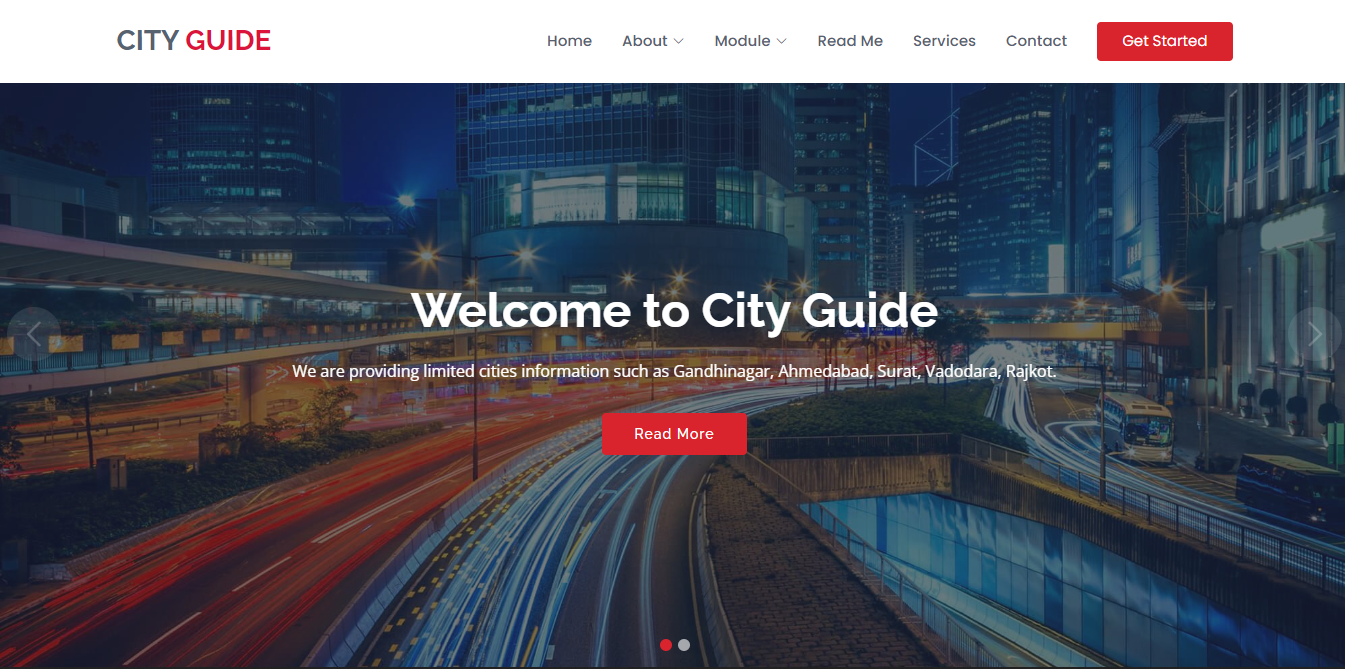 CITY GUIDE
Home About Module Read Me Services Contact Get Started
Welcome to City Guide
We are providing limited cities information such as Gandhinagar, Ahmedabad, Surat, Vadodara, Rajkot.
Read More